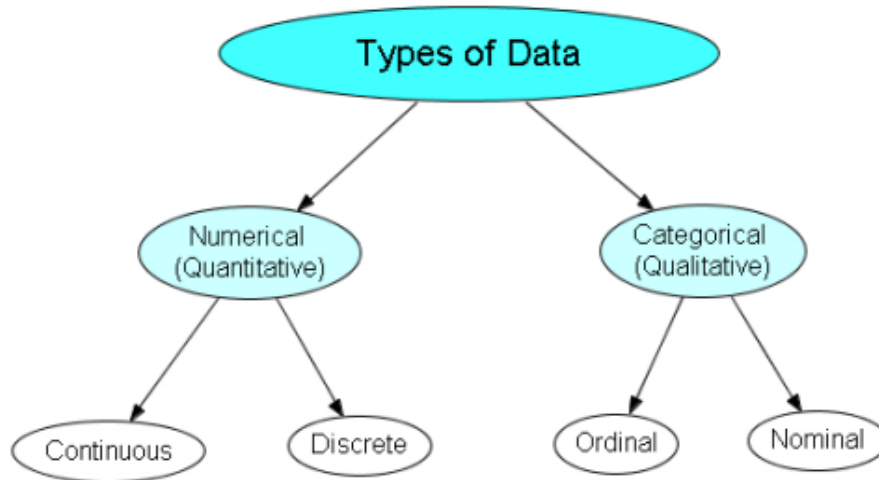 Types of Data
Numerical
(Quantitative)
Categorical
(Qualitative)
Continuous
Discrete
Ordinal
Nominal